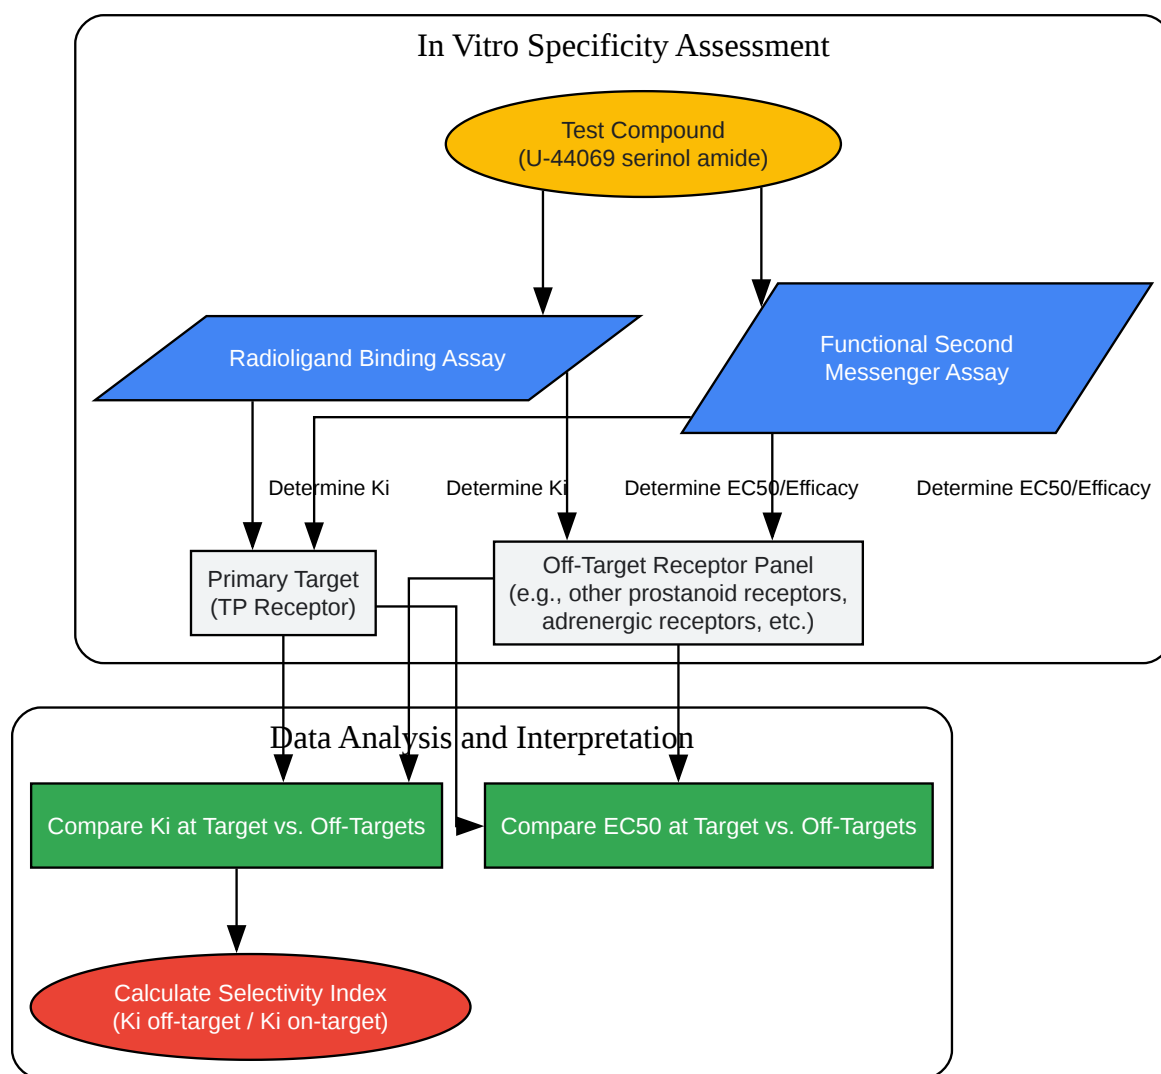 In Vitro Specificity Assessment
Test Compound
(U-44069 serinol amide)
Radioligand Binding Assay
Functional Second
Messenger Assay
Determine Ki
Determine Ki
Determine EC50/Efficacy
Determine EC50/Efficacy
Primary Target
(TP Receptor)
Off-Target Receptor Panel
(e.g., other prostanoid receptors,
adrenergic receptors, etc.)
Data Analysis and Interpretation
Compare Ki at Target vs. Off-Targets
Compare EC50 at Target vs. Off-Targets
Calculate Selectivity Index
(Ki off-target / Ki on-target)